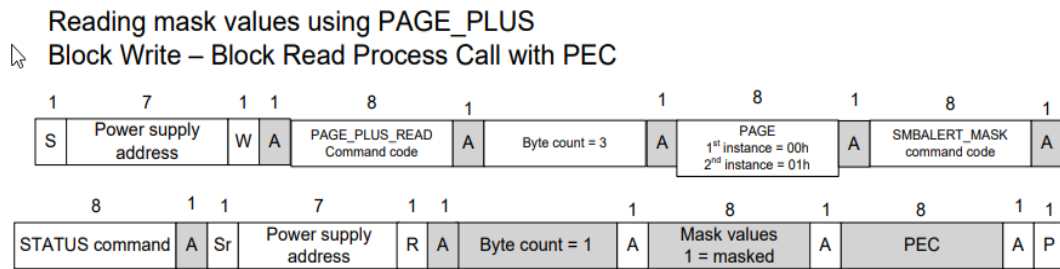 Reading mask values using PAGE_PLUS
Block Write – Block Read Process Call with PEC
1 7 1 1 8 1 1 8 1 8 1
S Power supply address W A PAGE_PLUS_READ Command code A Byte count = 3 A PAGE 1st instance = 00h 2nd instance = 01h A SMBALERT_MASK command code A
8 1 1 7 1 1 1 8 1 8 1 1
STATUS command A Sr Power supply address R A Byte count = 1 A Mask values 1 = masked A PEC A P